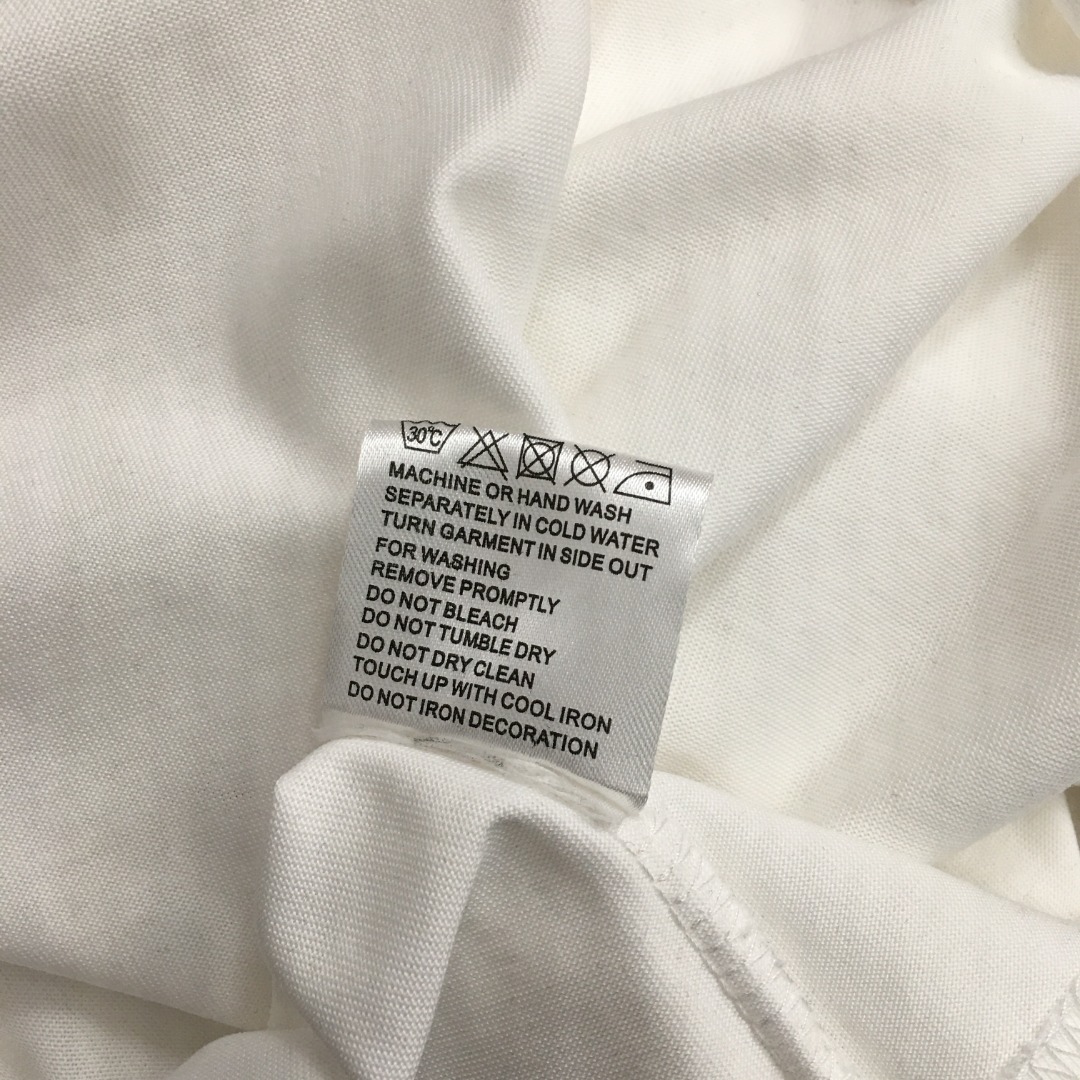 30℃
MACHINE OR HAND WASH
SEPARATELY IN COLD WATER
TURN GARMENT IN SIDE OUT
FOR WASHING
REMOVE PROMPTLY
DO NOT BLEACH
DO NOT TUMBLE DRY
DO NOT DRY CLEAN
TOUCH UP WITH COOL IRON
DO NOT IRON DECORATION